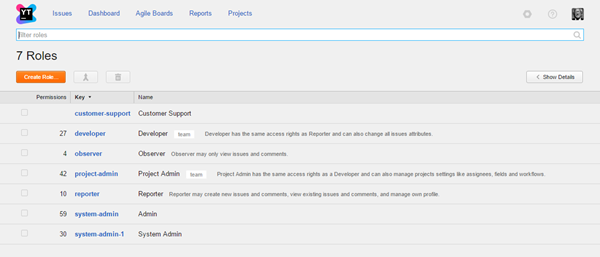 YT
Issues Dashboard Agile Boards Reports Projects
filter roles
7 Roles
Create Role... Show Details
Permissions Key Name
customer-support Customer Support
27 developer Developer team Developer has the same access rights as Reporter and can also change all issues attributes.
4 observer Observer Observer may only view issues and comments.
42 project-admin Project Admin team Project Admin has the same access rights as a Developer and can also manage projects settings like assignees, fields and workflows.
10 reporter Reporter Reporter may create new issues and comments, view existing issues and comments, and manage own profile.
59 system-admin Admin
30 system-admin-1 System Admin